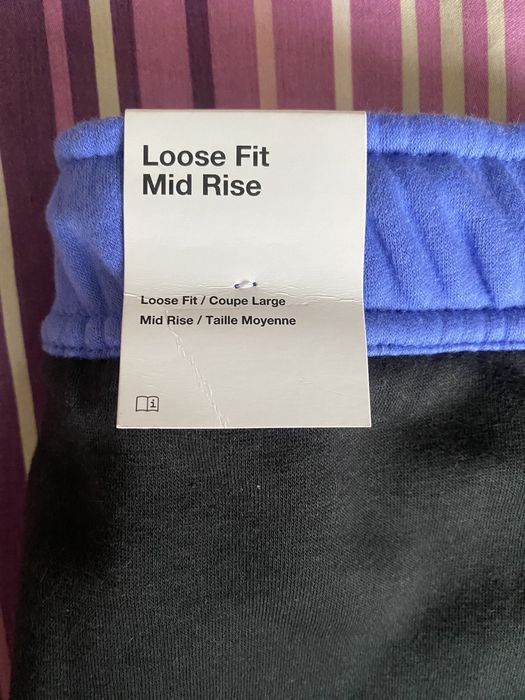 Loose Fit
Mid Rise
Loose Fit / Coupe Large
Mid Rise / Taille Moyenne
i